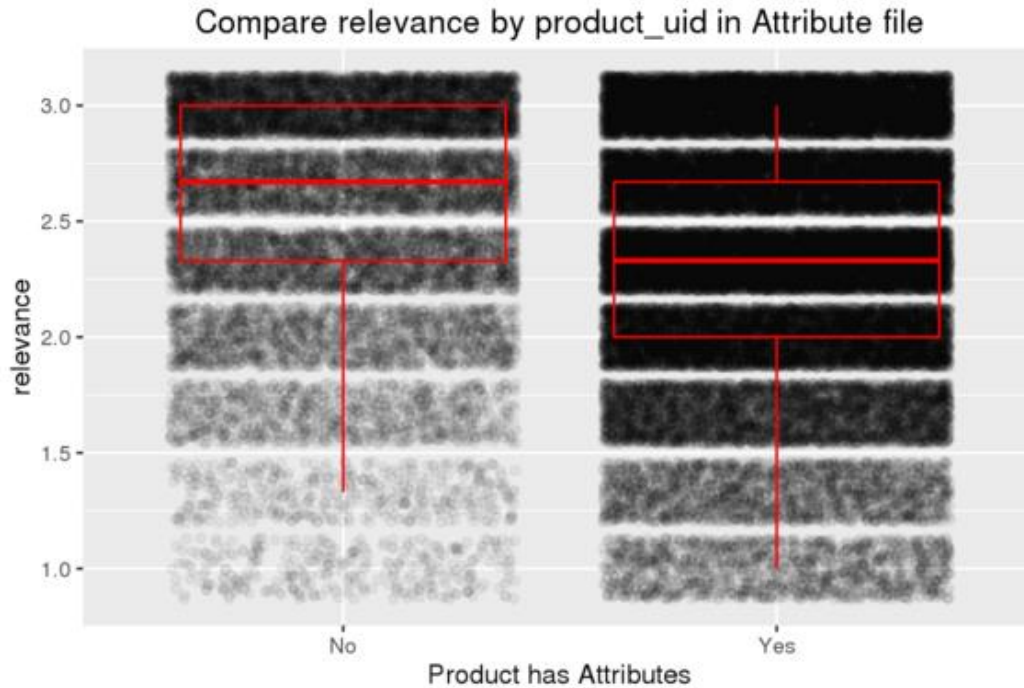 Compare relevance by product_uid in Attribute file
3.0
2.5
2.0
1.5
1.0
relevance
No
Yes
Product has Attributes